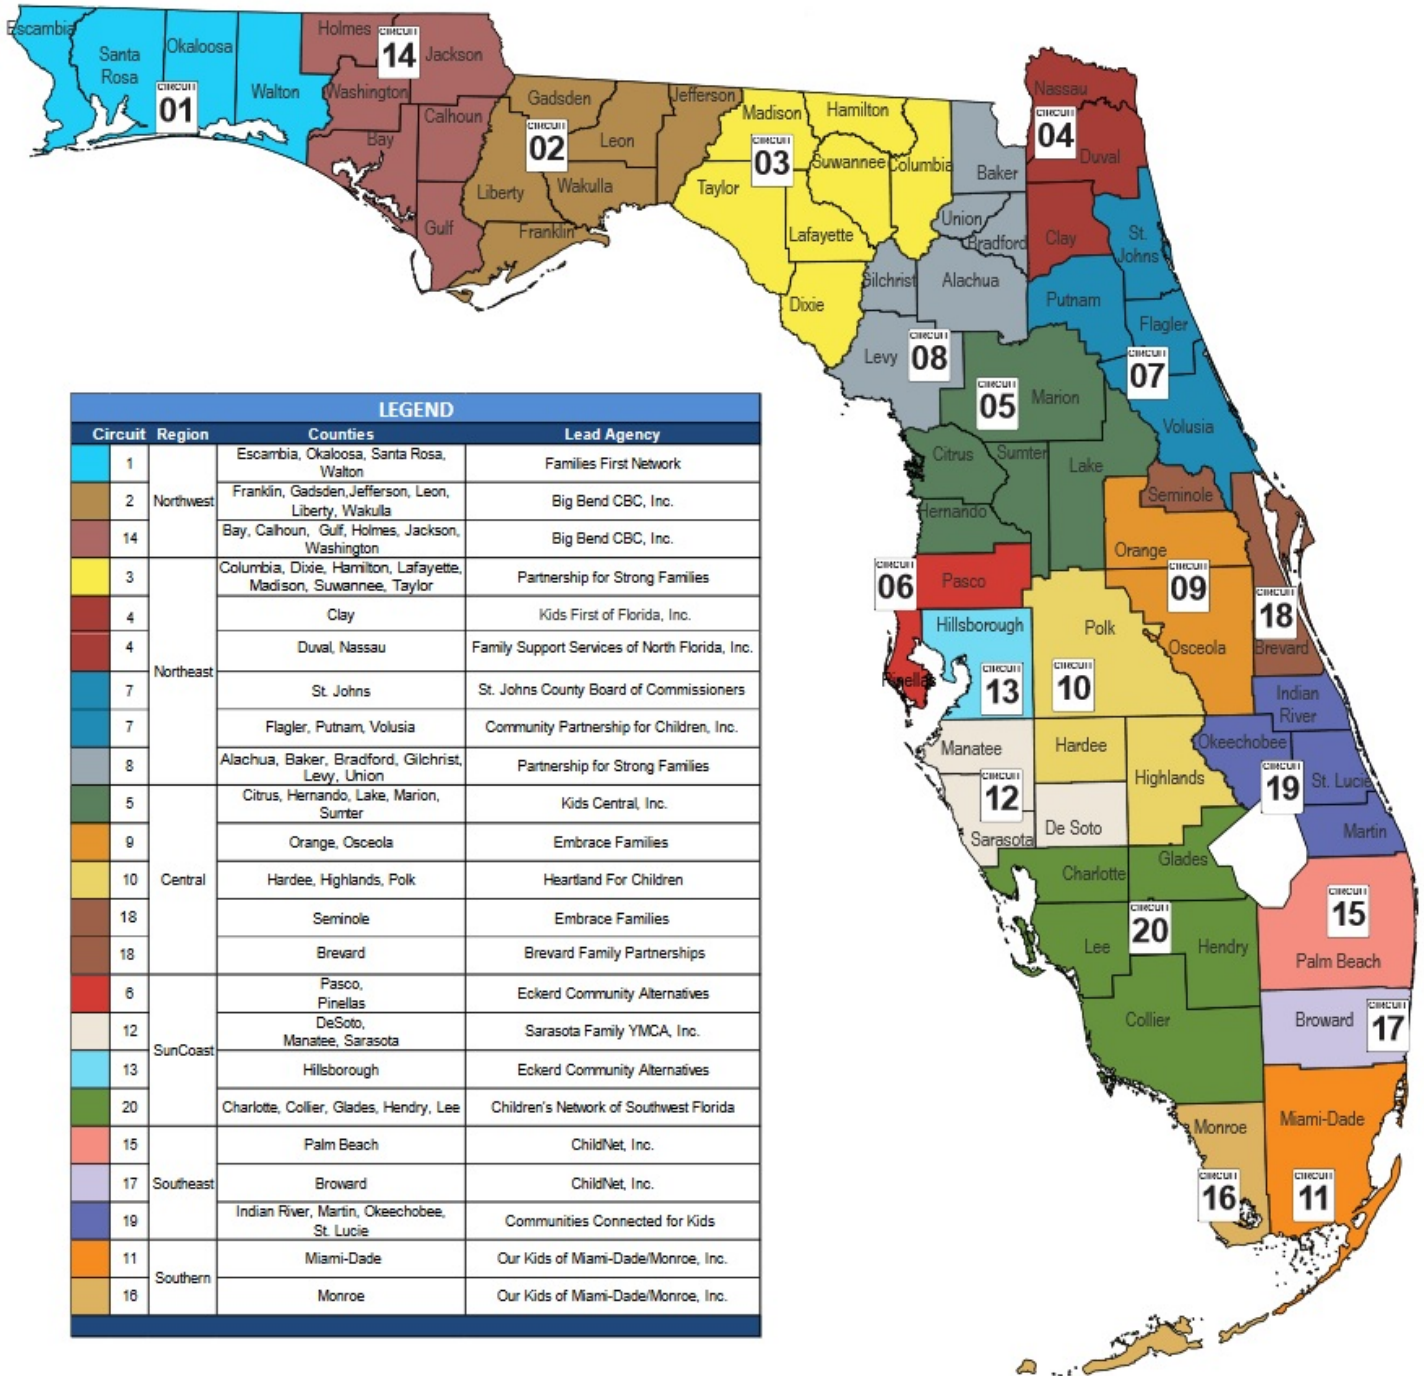 Escambia
Santa
Rosa
Okaloosa
Walton
CIRCUIT
01
Holmes
CIRCUIT
14
Jackson
Washington
Calhoun
Bay
Gulf
Gadsden
Jefferson
CIRCUIT
02
Leon
Liberty
Wakulla
Franklin
Madison
Hamilton
CIRCUIT
03
Suwannee
Columbia
Taylor
Lafayette
Dixie
Nassau
CIRCUIT
04
Duval
Clay
Baker
Union
Bradford
Gilchrist
Alachua
Levy
CIRCUIT
08
St.
Johns
Putnam
Flagler
CIRCUIT
07
Volusia
CIRCUIT
05
Marion
Citrus
Sumter
Lake
Hernando
Seminole
Orange
CIRCUIT
09
Osceola
CIRCUIT
18
Brevard
CIRCUIT
06
Pasco
Pinellas
Hillsborough
CIRCUIT
13
Polk
CIRCUIT
10
Hardee
Highlands
Manatee
CIRCUIT
12
Sarasota
De Soto
Indian
River
Okeechobee
CIRCUIT
19
St. Lucie
Martin
Charlotte
Glades
Lee
CIRCUIT
20
Hendry
Collier
CIRCUIT
15
Palm Beach
Broward
CIRCUIT
17
Monroe
CIRCUIT
16
Miami-Dade
CIRCUIT
11
LEGEND
Circuit Region Counties Lead Agency
1 Escambia, Okaloosa, Santa Rosa,
Walton Families First Network
Northwest
2 Franklin, Gadsden,Jefferson, Leon,
Liberty, Wakulla Big Bend CBC, Inc.
14 Bay, Calhoun, Gulf, Holmes, Jackson,
Washington Big Bend CBC, Inc.
3 Columbia, Dixie, Hamilton, Lafayette,
Madison, Suwannee, Taylor Partnership for Strong Families
4 Clay Kids First of Florida, Inc.
4 Duval, Nassau Family Support Services of North Florida, Inc.
Northeast
7 St. Johns St. Johns County Board of Commissioners
7 Flagler, Putnam, Volusia Community Partnership for Children, Inc.
8 Alachua, Baker, Bradford, Gilchrist,
Levy, Union Partnership for Strong Families
5 Citrus, Hernando, Lake, Marion,
Sumter Kids Central, Inc.
9 Orange, Osceola Embrace Families
10 Central Hardee, Highlands, Polk Heartland For Children
18 Seminole Embrace Families
18 Brevard Brevard Family Partnerships
6 Pasco,
Pinellas Eckerd Community Alternatives
12 DeSoto,
Manatee, Sarasota Sarasota Family YMCA, Inc.
SunCoast
13 Hillsborough Eckerd Community Alternatives
20 Charlotte, Collier, Glades, Hendry, Lee Children's Network of Southwest Florida
15 Palm Beach ChildNet, Inc.
17 Southeast Broward ChildNet, Inc.
19 Indian River, Martin, Okeechobee,
St. Lucie Communities Connected for Kids
11 Miami-Dade Our Kids of Miami-Dade/Monroe, Inc.
Southern
16 Monroe Our Kids of Miami-Dade/Monroe, Inc.